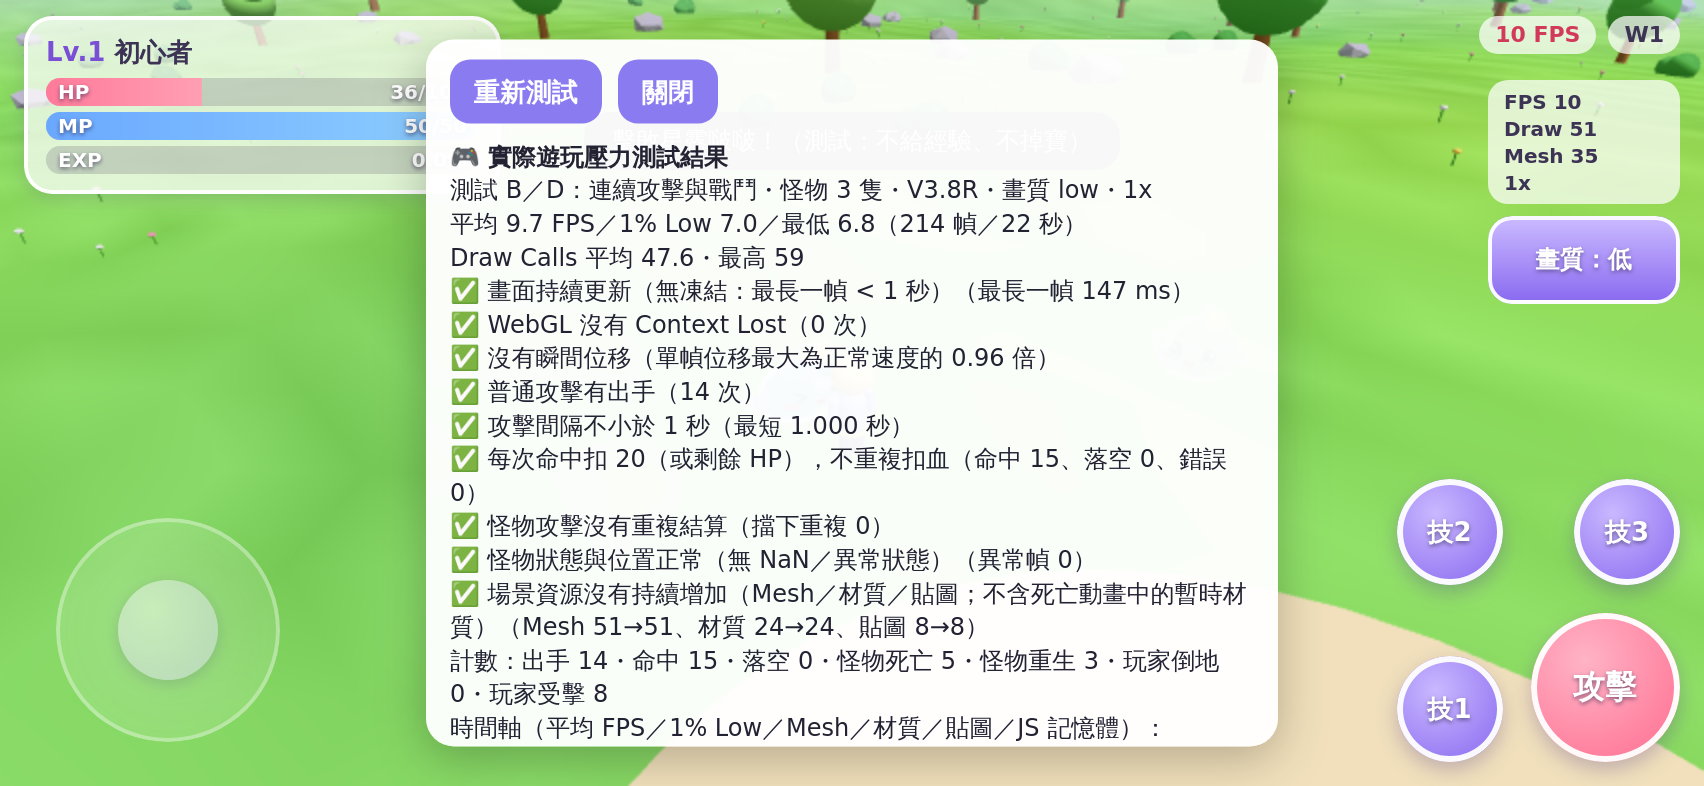 Lv.1 初心者
HP 36/
MP 50/50
EXP 0
重新測試
關閉
啵啵！（測試：不給經驗、不掉寶）
🎮 實際遊玩壓力測試結果
測試 B／D：連續攻擊與戰鬥・怪物 3 隻・V3.8R・畫質 low・1x
平均 9.7 FPS／1% Low 7.0／最低 6.8（214 幀／22 秒）
Draw Calls 平均 47.6・最高 59
✅ 畫面持續更新（無凍結：最長一幀 < 1 秒）（最長一幀 147 ms）
✅ WebGL 沒有 Context Lost（0 次）
✅ 沒有瞬間位移（單幀位移最大為正常速度的 0.96 倍）
✅ 普通攻擊有出手（14 次）
✅ 攻擊間隔不小於 1 秒（最短 1.000 秒）
✅ 每次命中扣 20（或剩餘 HP），不重複扣血（命中 15、落空 0、錯誤
0）
✅ 怪物攻擊沒有重複結算（擋下重複 0）
✅ 怪物狀態與位置正常（無 NaN／異常狀態）（異常幀 0）
✅ 場景資源沒有持續增加（Mesh／材質／貼圖；不含死亡動畫中的暫時材
質）（Mesh 51→51、材質 24→24、貼圖 8→8）
計數：出手 14・命中 15・落空 0・怪物死亡 5・怪物重生 3・玩家倒地
0・玩家受擊 8
時間軸（平均 FPS／1% Low／Mesh／材質／貼圖／JS 記憶體）：
10 FPS
W1
FPS 10
Draw 51
Mesh 35
1x
畫質：低
技2
技3
技1
攻擊